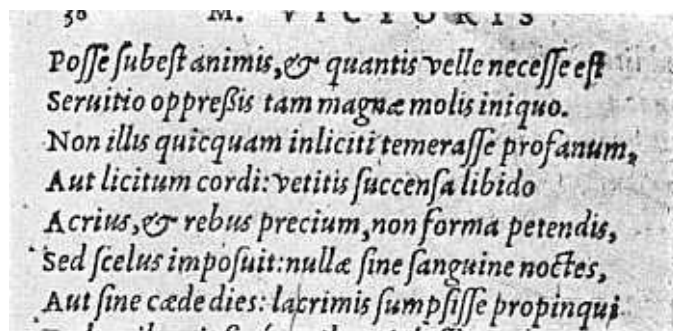 38 M. VICTORIS
Posse subest animis, & quantis velle necesse est
Seruitio oppreßis tam magnæ molis iniquo.
Non illis quicquam inliciti temerasse profanum,
Aut licitum cordi: vetitis succensa libido
Acrius, & rebus precium, non forma petendis,
Sed scelus imposuit: nullæ sine sanguine noctes,
Aut sine cæde dies: lacrimis sumpsisse propinqui